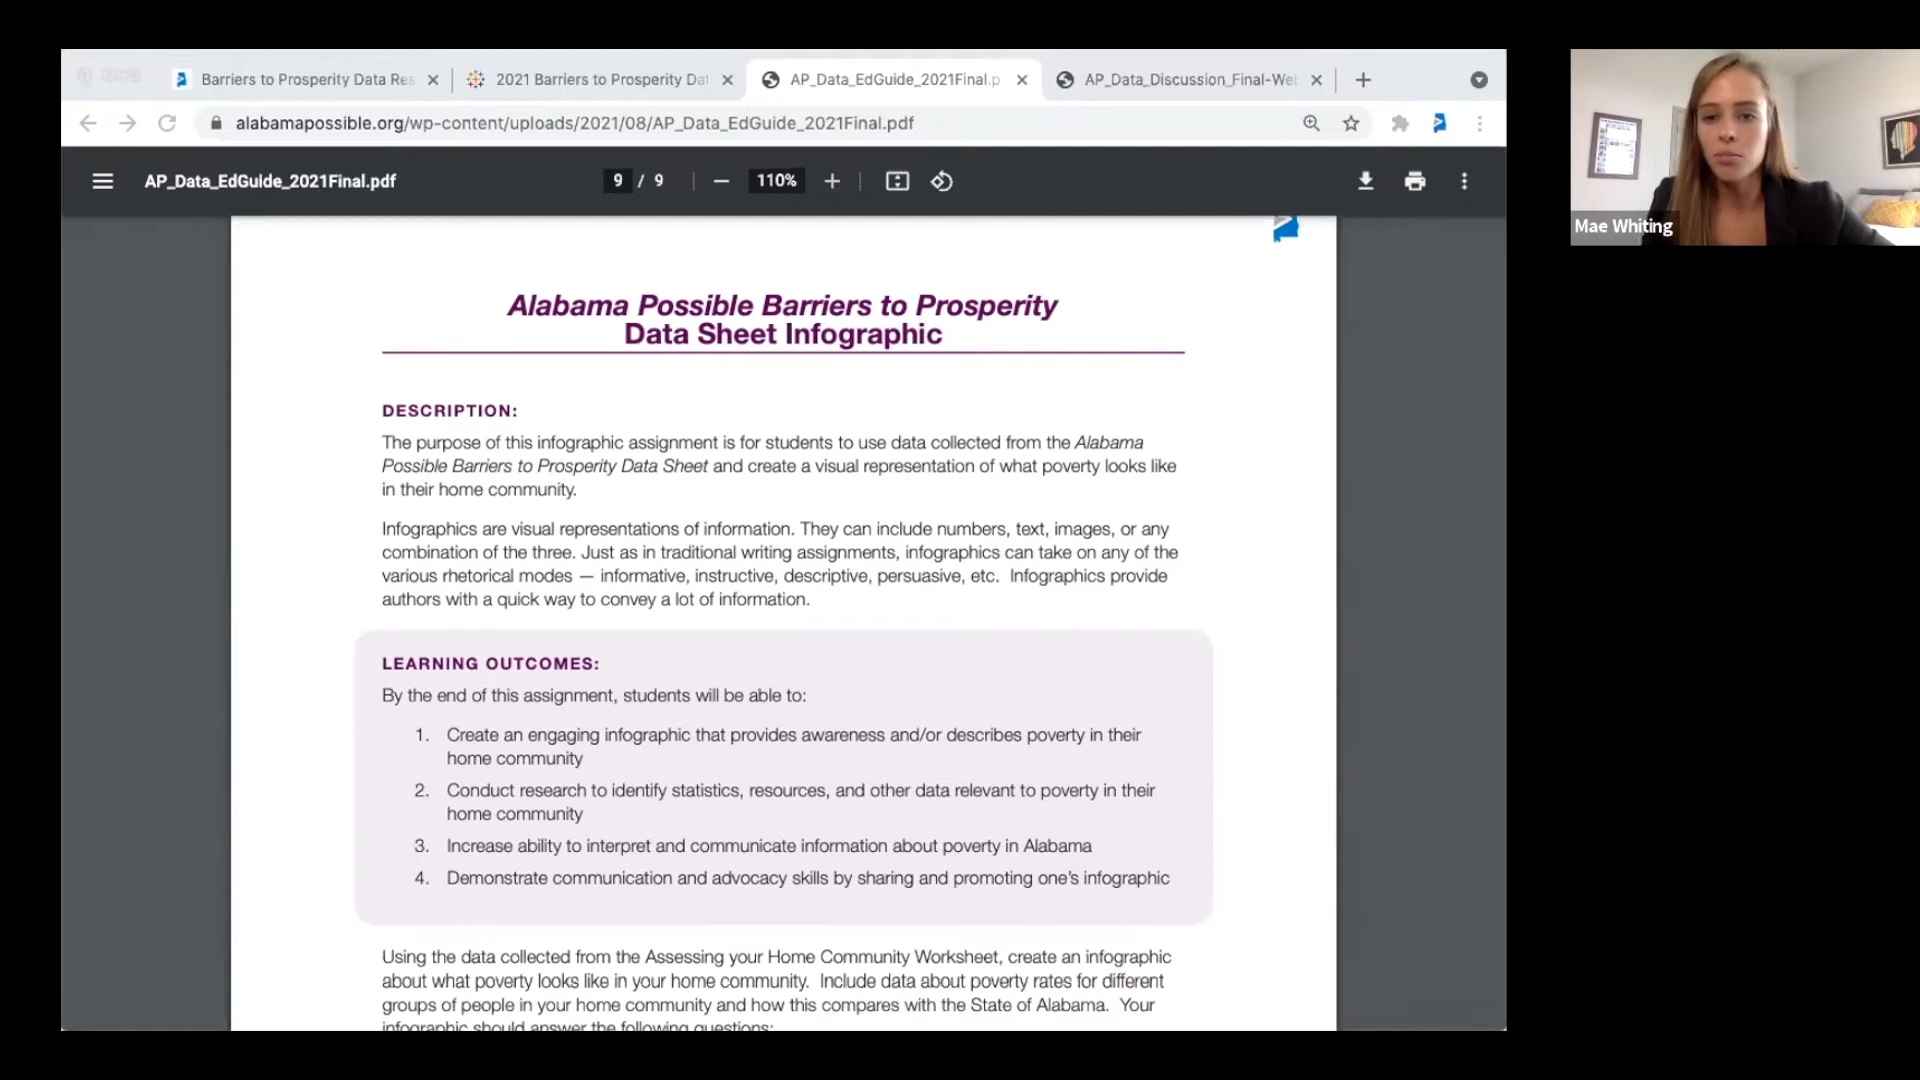 Barriers to Prosperity Data Res
2021 Barriers to Prosperity Dat
AP_Data_EdGuide_2021Final.p
AP_Data_Discussion_Final-Web
alabamapossible.org/wp-content/uploads/2021/08/AP_Data_EdGuide_2021Final.pdf
AP_Data_EdGuide_2021Final.pdf
9 / 9
110%
Mae Whiting
Alabama Possible Barriers to Prosperity
Data Sheet Infographic
DESCRIPTION:
The purpose of this infographic assignment is for students to use data collected from the Alabama
Possible Barriers to Prosperity Data Sheet and create a visual representation of what poverty looks like
in their home community.
Infographics are visual representations of information. They can include numbers, text, images, or any
combination of the three. Just as in traditional writing assignments, infographics can take on any of the
various rhetorical modes — informative, instructive, descriptive, persuasive, etc.  Infographics provide
authors with a quick way to convey a lot of information.
LEARNING OUTCOMES:
By the end of this assignment, students will be able to:
1. Create an engaging infographic that provides awareness and/or describes poverty in their
home community
2. Conduct research to identify statistics, resources, and other data relevant to poverty in their
home community
3. Increase ability to interpret and communicate information about poverty in Alabama
4. Demonstrate communication and advocacy skills by sharing and promoting one's infographic
Using the data collected from the Assessing your Home Community Worksheet, create an infographic
about what poverty looks like in your home community.  Include data about poverty rates for different
groups of people in your home community and how this compares with the State of Alabama.  Your
infographic should answer the following questions: